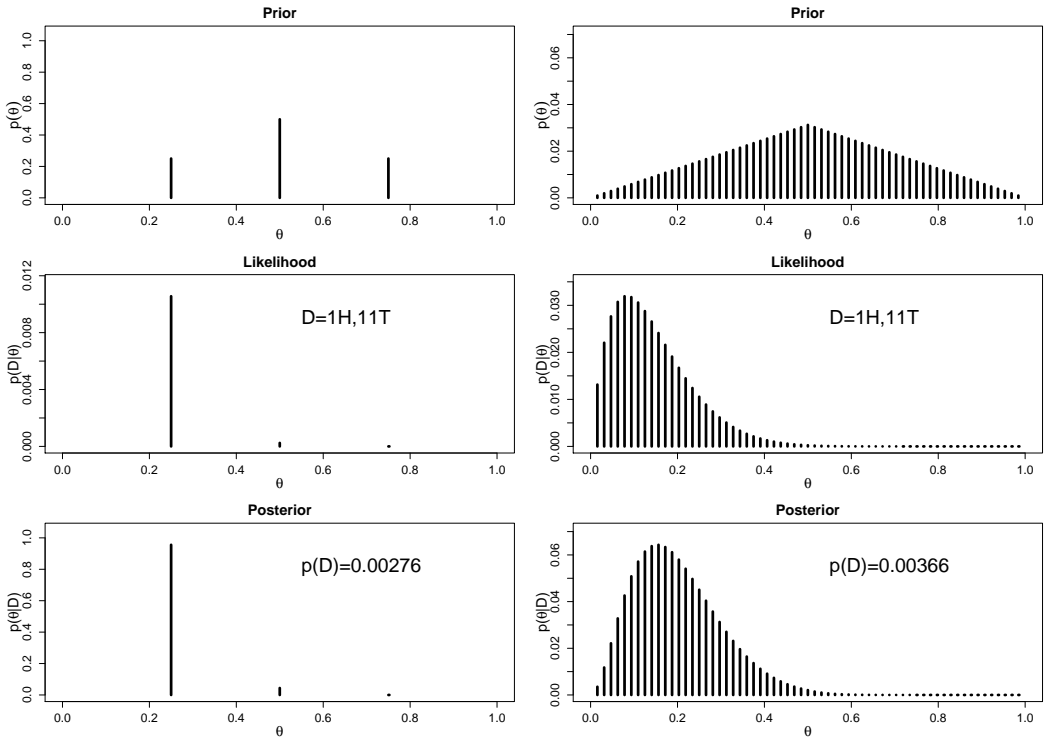 Prior
p(θ)
0.0 0.2 0.4 0.6 0.8 1.0
0.0 0.2 0.4 0.6 0.8 1.0
θ
Prior
p(θ)
0.00 0.02 0.04 0.06
0.0 0.2 0.4 0.6 0.8 1.0
θ
Likelihood
D=1H,11T
p(D|θ)
0.000 0.004 0.008 0.012
0.0 0.2 0.4 0.6 0.8 1.0
θ
Likelihood
D=1H,11T
p(D|θ)
0.000 0.010 0.020 0.030
0.0 0.2 0.4 0.6 0.8 1.0
θ
Posterior
p(D)=0.00276
p(θ|D)
0.0 0.2 0.4 0.6 0.8 1.0
0.0 0.2 0.4 0.6 0.8 1.0
θ
Posterior
p(D)=0.00366
p(θ|D)
0.00 0.02 0.04 0.06
0.0 0.2 0.4 0.6 0.8 1.0
θ